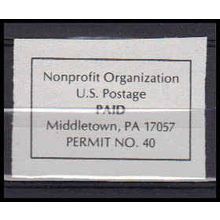 Nonprofit Organization
U.S. Postage
PAID
Middletown, PA 17057
PERMIT NO. 40